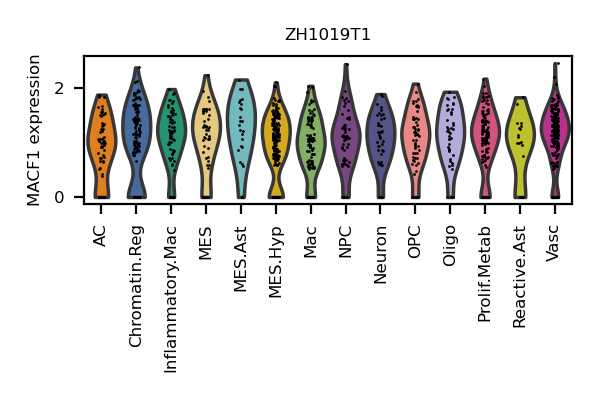 ZH1019T1
MACF1 expression
2
0
AC
Chromatin.Reg
Inflammatory.Mac
MES
MES.Ast
MES.Hyp
Mac
NPC
Neuron
OPC
Oligo
Prolif.Metab
Reactive.Ast
Vasc